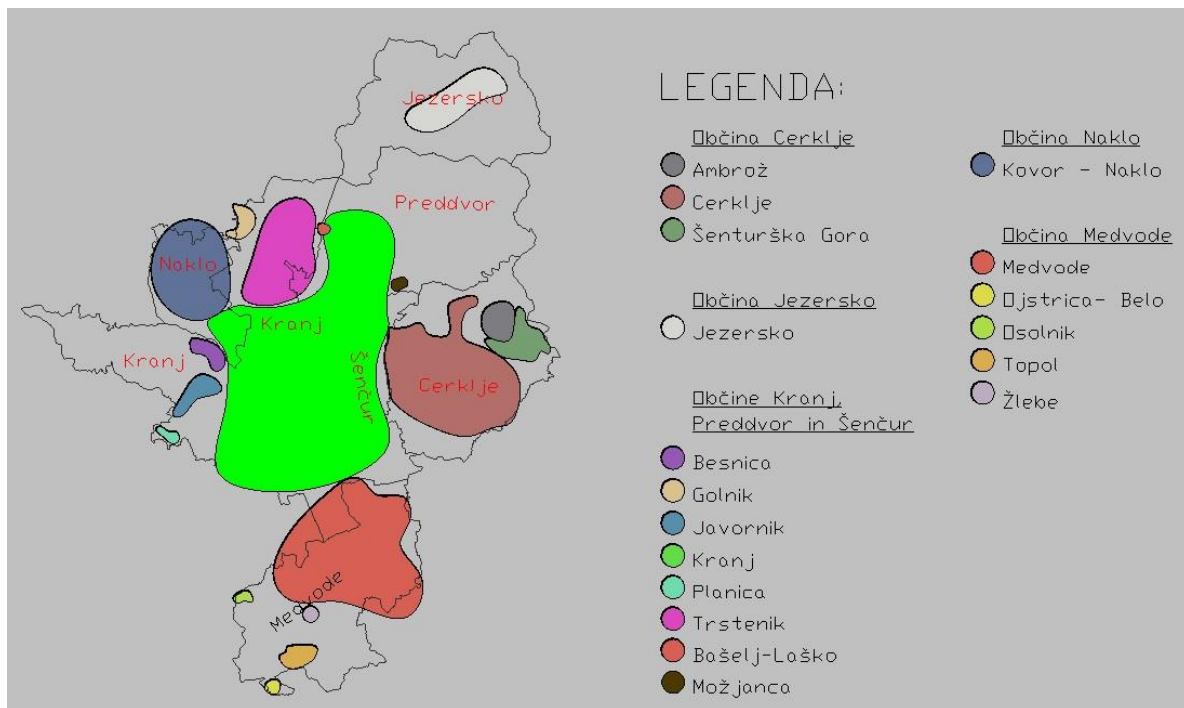 Jezersko
Preddvor
Naklo
Kranj
Kranj
Šenčur
Cerklje
Medvode
LEGENDA:
Občina Cerklje
Ambrož
Cerklje
Šenturška Gora
Občina Jezersko
Jezersko
Občine Kranj,
Preddvor in Šenčur
Besnica
Golnik
Javornik
Kranj
Planica
Trstenik
Bašelj-Laško
Možjanca
Občina Naklo
Kovor - Naklo
Občina Medvode
Medvode
Ojstrica- Belo
Osolnik
Topol
Žlebe